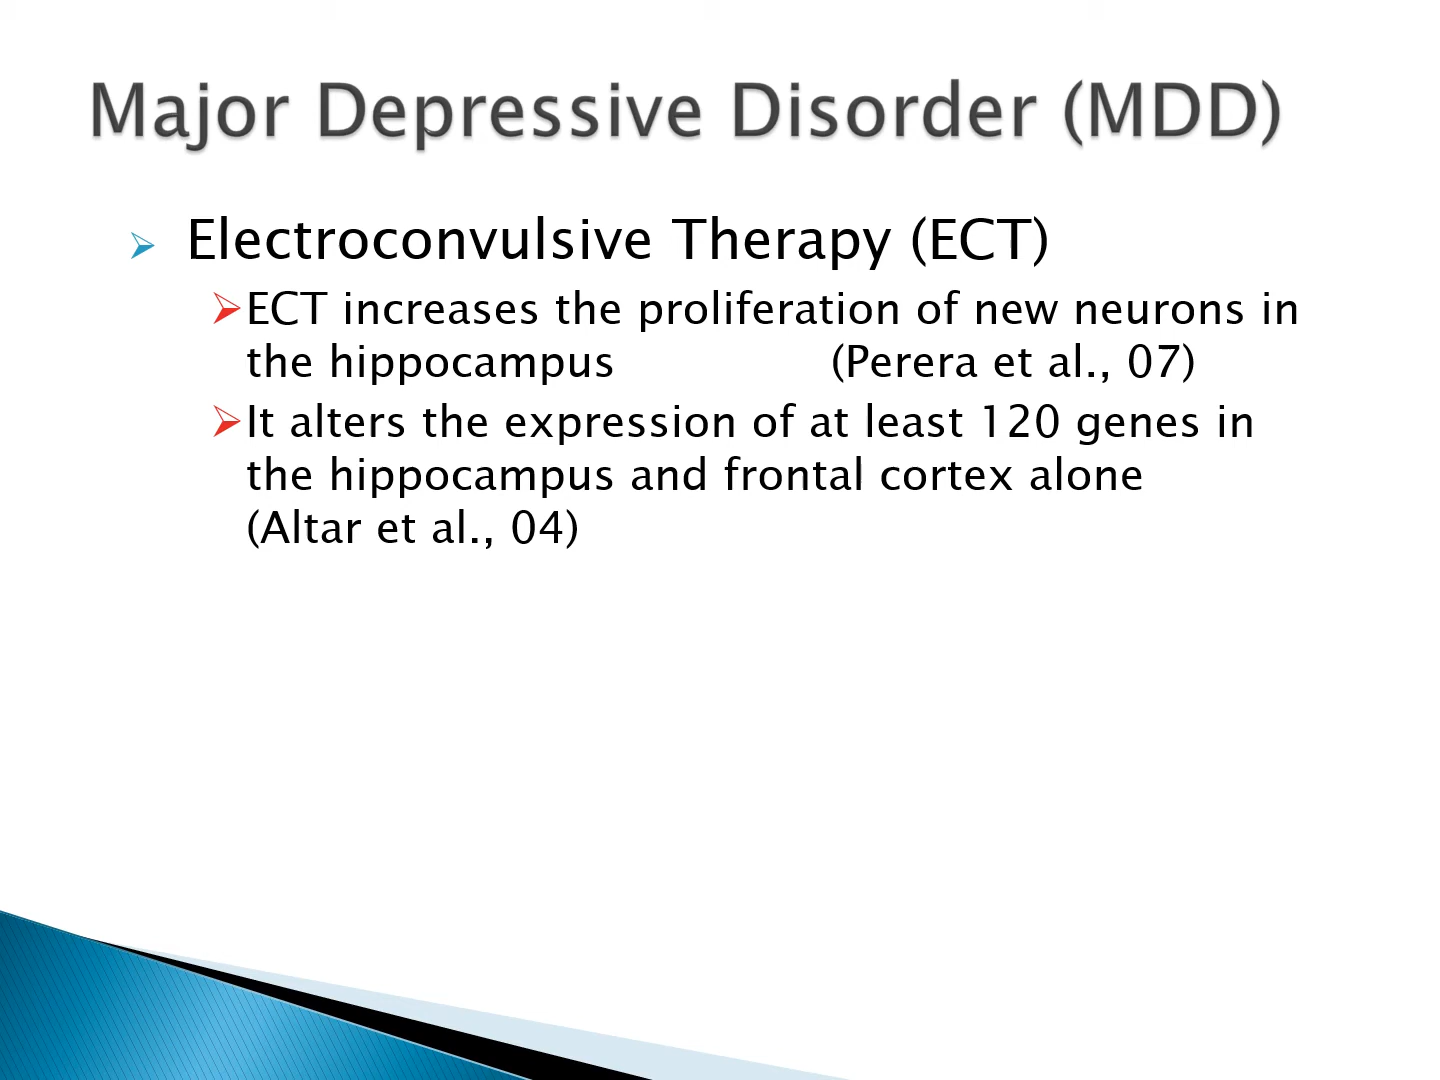 Major Depressive Disorder (MDD)
Electroconvulsive Therapy (ECT)
ECT increases the proliferation of new neurons in
the hippocampus (Perera et al., 07)
It alters the expression of at least 120 genes in
the hippocampus and frontal cortex alone
(Altar et al., 04)